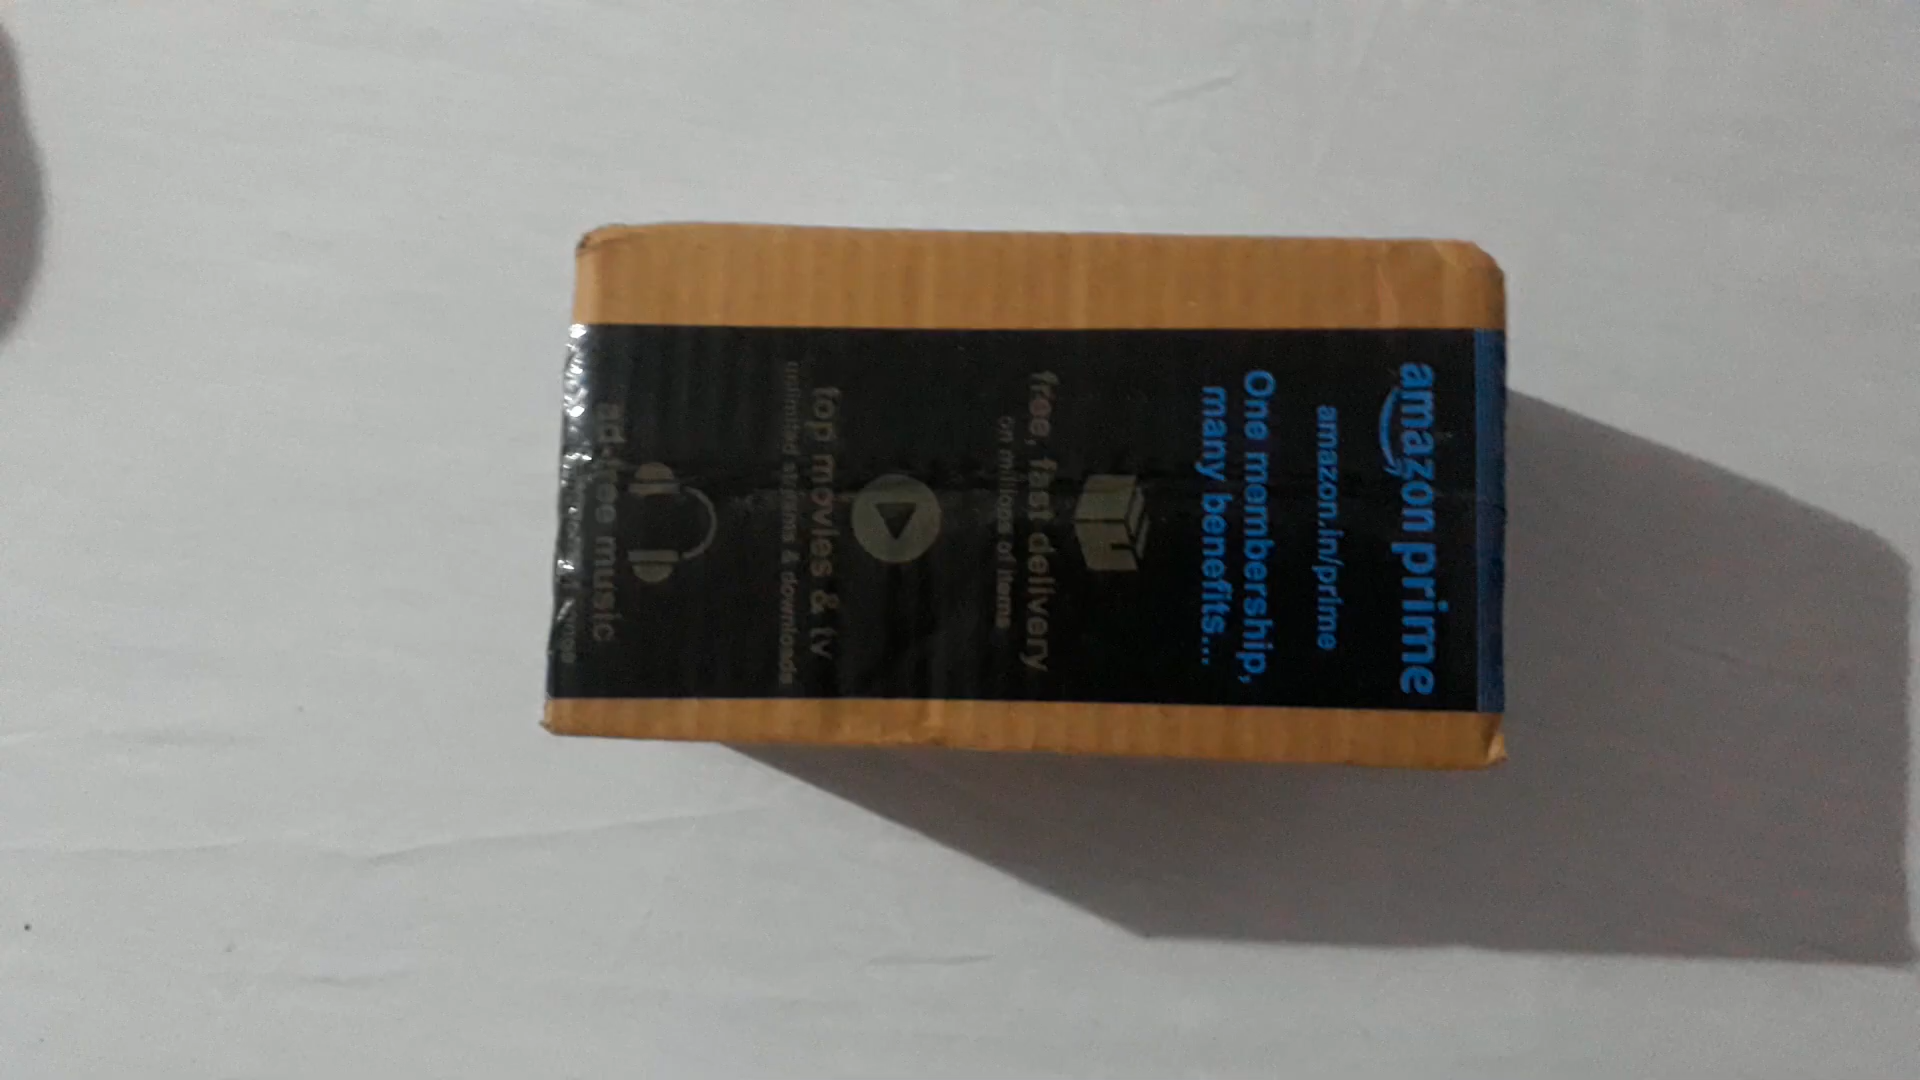 amazon prime
amazon.in/prime
One membership,
many benefits...
free, fast delivery
on millions of items
top movies & tv
unlimited streams & downloads
ad-free music